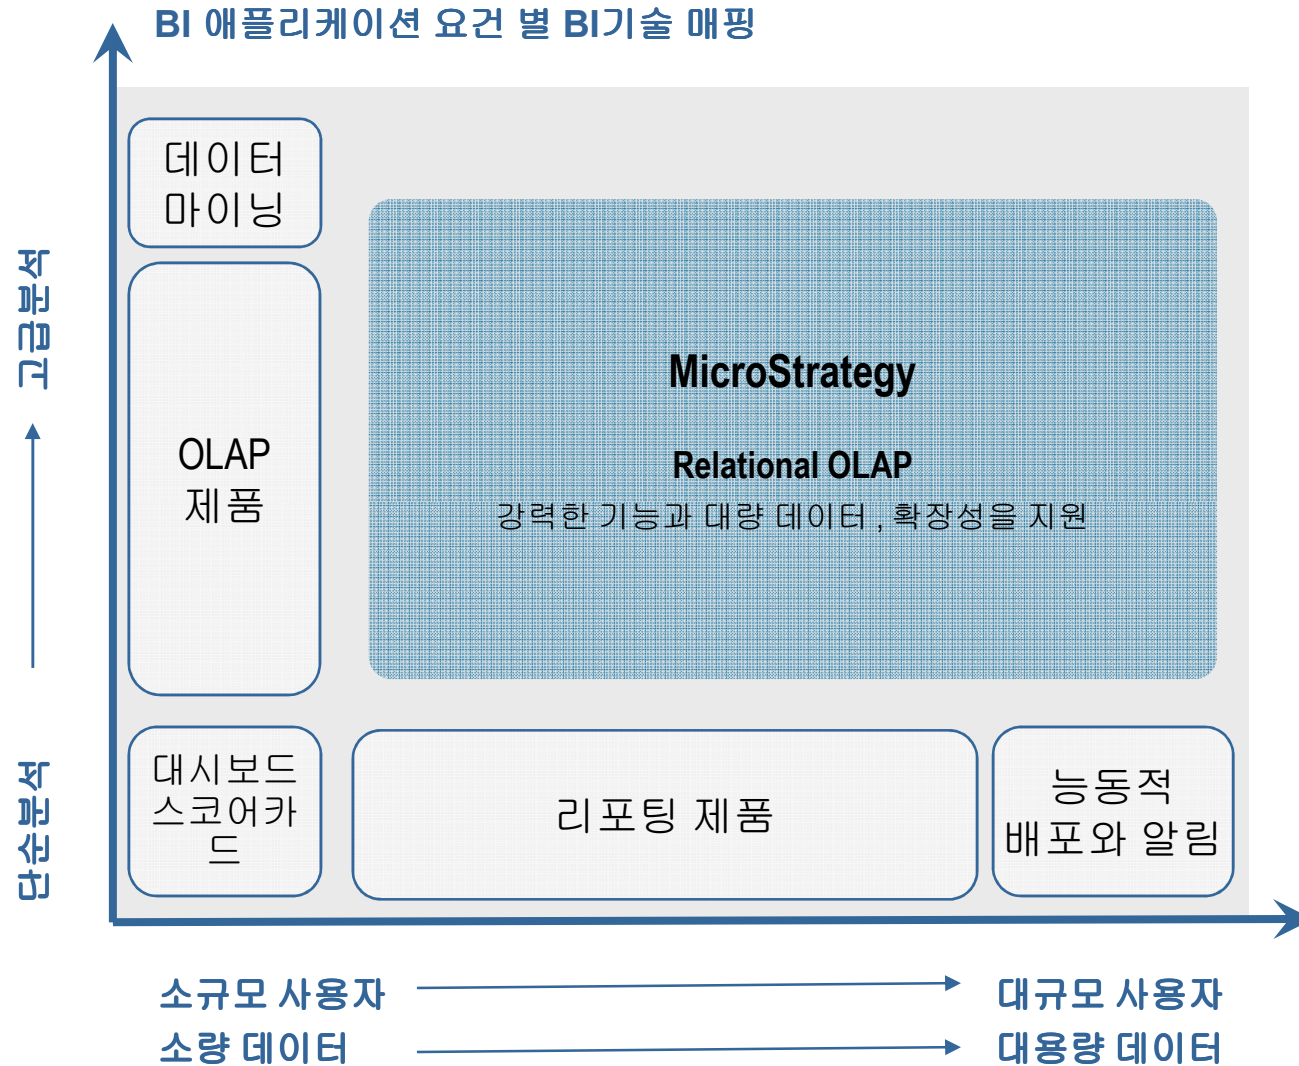 BI 애플리케이션 요건 별 BI기술 매핑
고급분석
단순분석
데이터
마이닝
OLAP
제품
MicroStrategy
Relational OLAP
강력한 기능과 대량 데이터 , 확장성을 지원
대시보드
스코어카
드
리포팅 제품
능동적
배포와 알림
소규모 사용자
대규모 사용자
소량 데이터
대용량 데이터